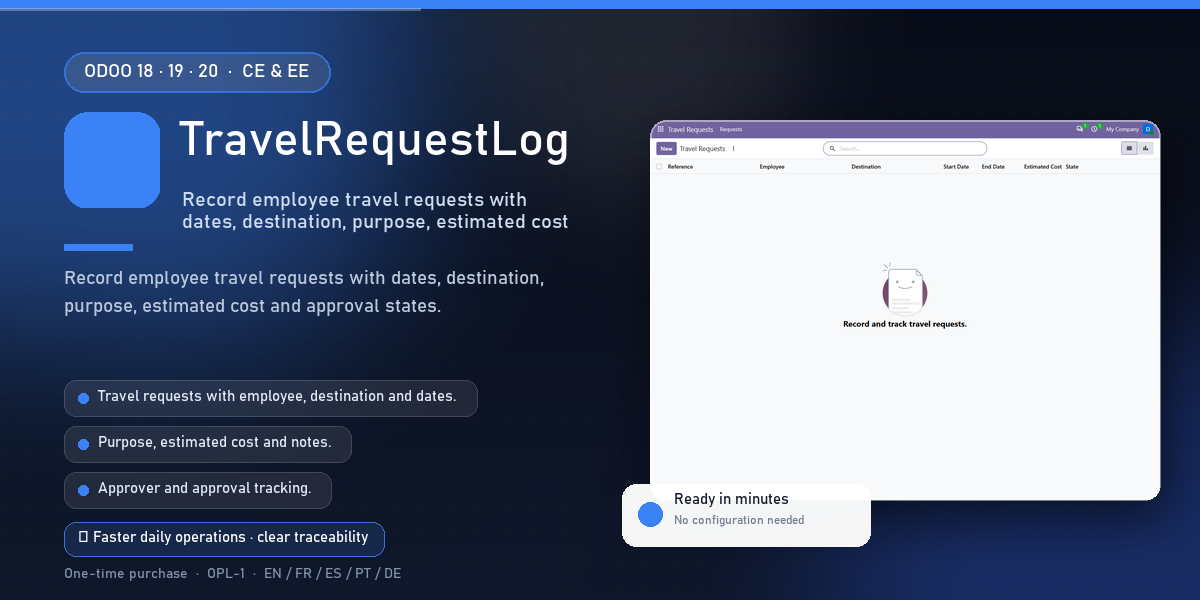 ODOO 18 · 19 · 20 · CE & EE
TravelRequestLog
Record employee travel requests with
dates, destination, purpose, estimated cost
Record employee travel requests with dates, destination,
purpose, estimated cost and approval states.
Travel requests with employee, destination and dates.
Purpose, estimated cost and notes.
Approver and approval tracking.
Faster daily operations · clear traceability
One-time purchase · OPL-1 · EN / FR / ES / PT / DE
Travel Requests Requests My Company D
New Travel Requests Search...
Reference Employee Destination Start Date End Date Estimated Cost State
Record and track travel requests.
Ready in minutes
No configuration needed